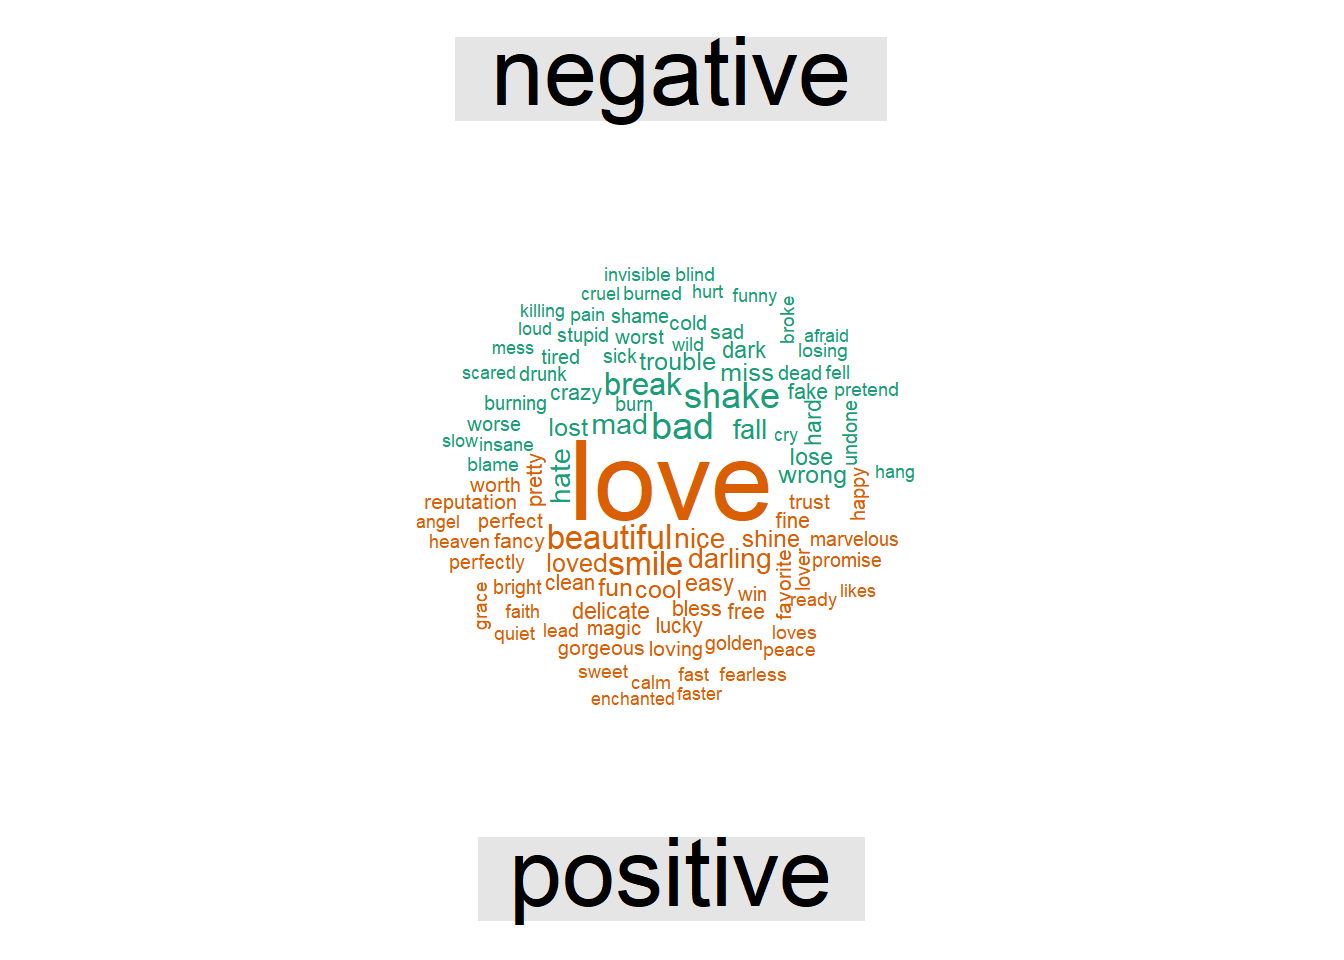 negative
invisible blind
cruel burned hurt funny
killing pain shame cold broke
loud stupid worst wild sad afraid
mess tired sick trouble dark losing
scared drunk break miss dead fell
crazy burn shake fake pretend
burning lost mad bad fall cry hard undone
worse
slow insane hate lose
blame wrong hang
love
worth pretty happy
reputation trust
angel perfect fine
heaven fancy beautiful nice shine marvelous
perfectly loved smile darling favorite lover promise
grace bright clean fun cool easy win ready likes
faith delicate bless free
quiet lead magic lucky loves
gorgeous loving golden peace
sweet calm fast fearless
enchanted faster
positive